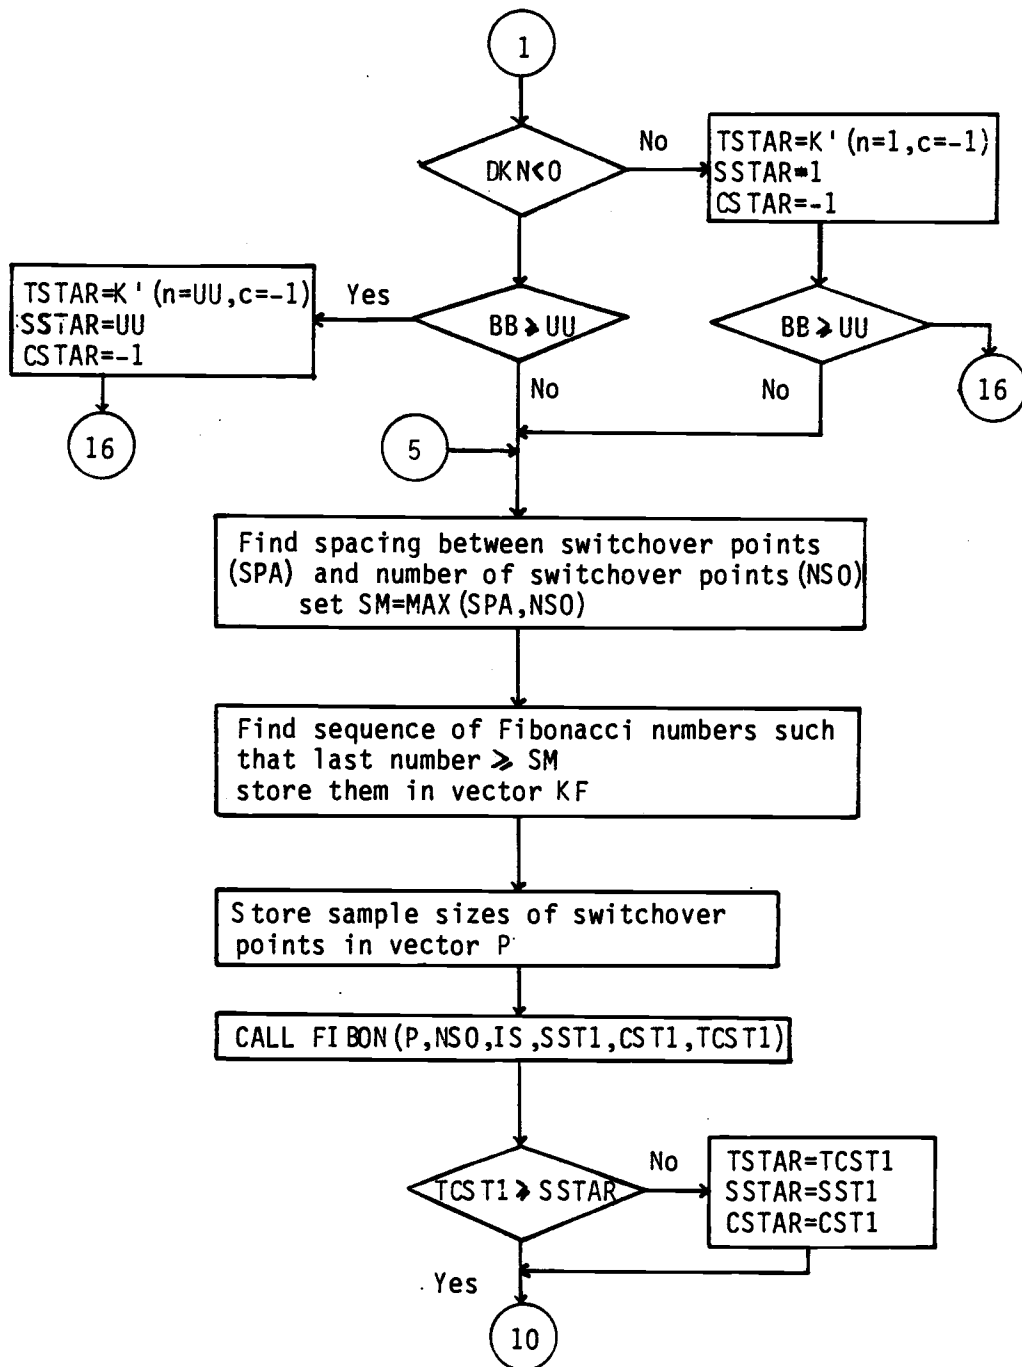 1
DKN<0
No
TSTAR=K'(n=1,c=-1)
SSTAR=1
CSTAR=-1
TSTAR=K'(n=UU,c=-1)
SSTAR=UU
CSTAR=-1
Yes
BB⩾UU
No
BB⩾UU
No
16
16
5
Find spacing between switchover points
(SPA) and number of switchover points(NSO)
set SM=MAX(SPA,NSO)
Find sequence of Fibonacci numbers such
that last number ⩾ SM
store them in vector KF
Store sample sizes of switchover
points in vector P
CALL FIBON(P,NSO,IS,SST1,CST1,TCST1)
TCST1⩾SSTAR
No
TSTAR=TCST1
SSTAR=SST1
CSTAR=CST1
Yes
10